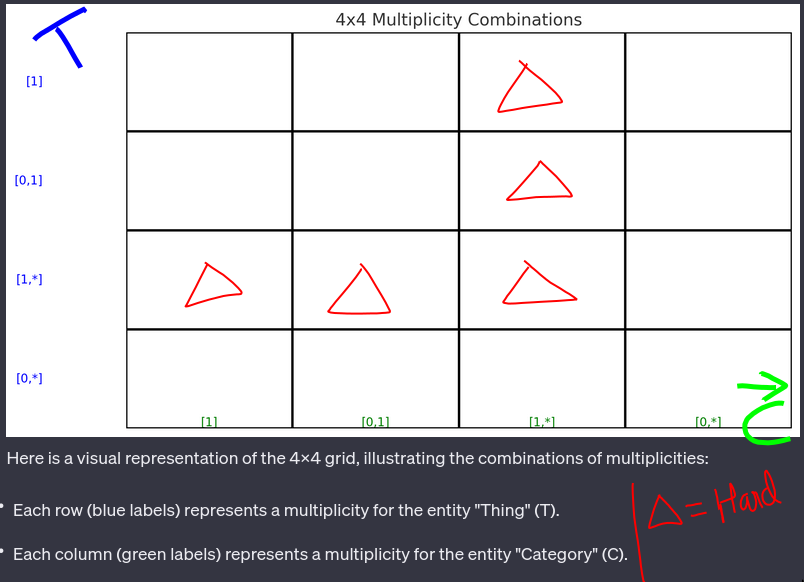 T
4x4 Multiplicity Combinations
[1]
[0,1]
[1,*]
[0,*]
[1] [0,1] [1,*] [0,*]
C
Here is a visual representation of the 4×4 grid, illustrating the combinations of multiplicities:
• Each row (blue labels) represents a multiplicity for the entity "Thing" (T).
Δ = Hard
• Each column (green labels) represents a multiplicity for the entity "Category" (C).